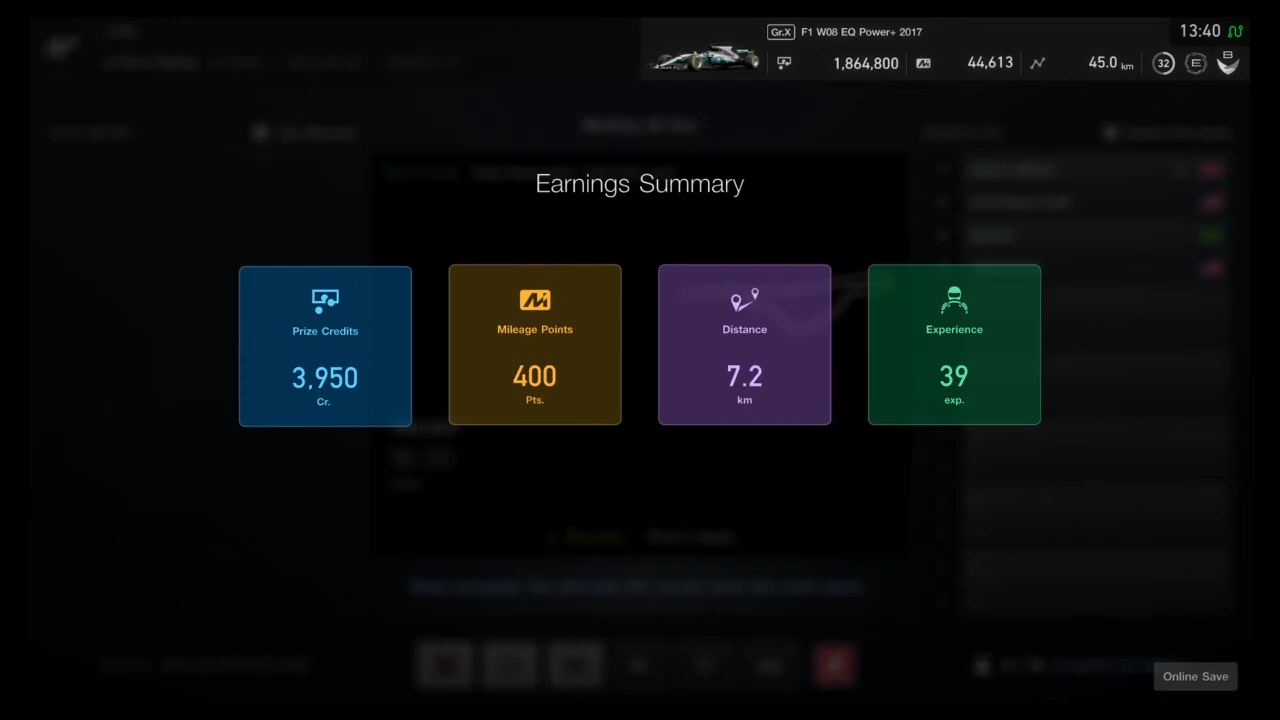 Gr.X F1 W08 EQ Power+ 2017 13:40
1,864,800 44,613 45.0 km 32 E B
Earnings Summary
Prize Credits
3,950
Cr.
Mileage Points
400
Pts.
Distance
7.2
km
Experience
39
exp.
Online Save